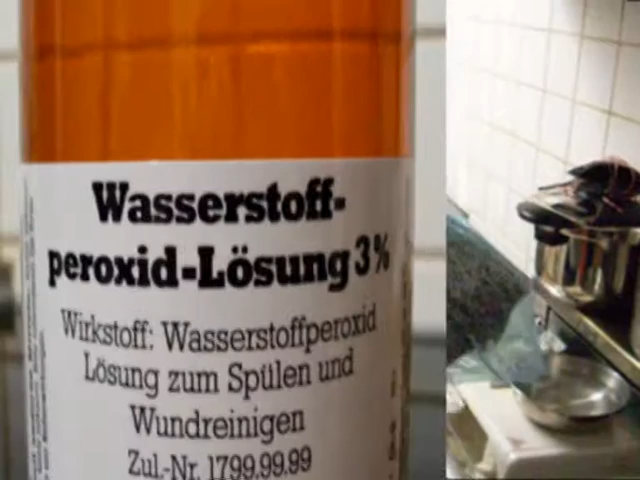 Wasserstoff-
peroxid-Lösung 3%
Wirkstoff: Wasserstoffperoxid
Lösung zum Spülen und
Wundreinigen
Zul.-Nr. 1799.99.99